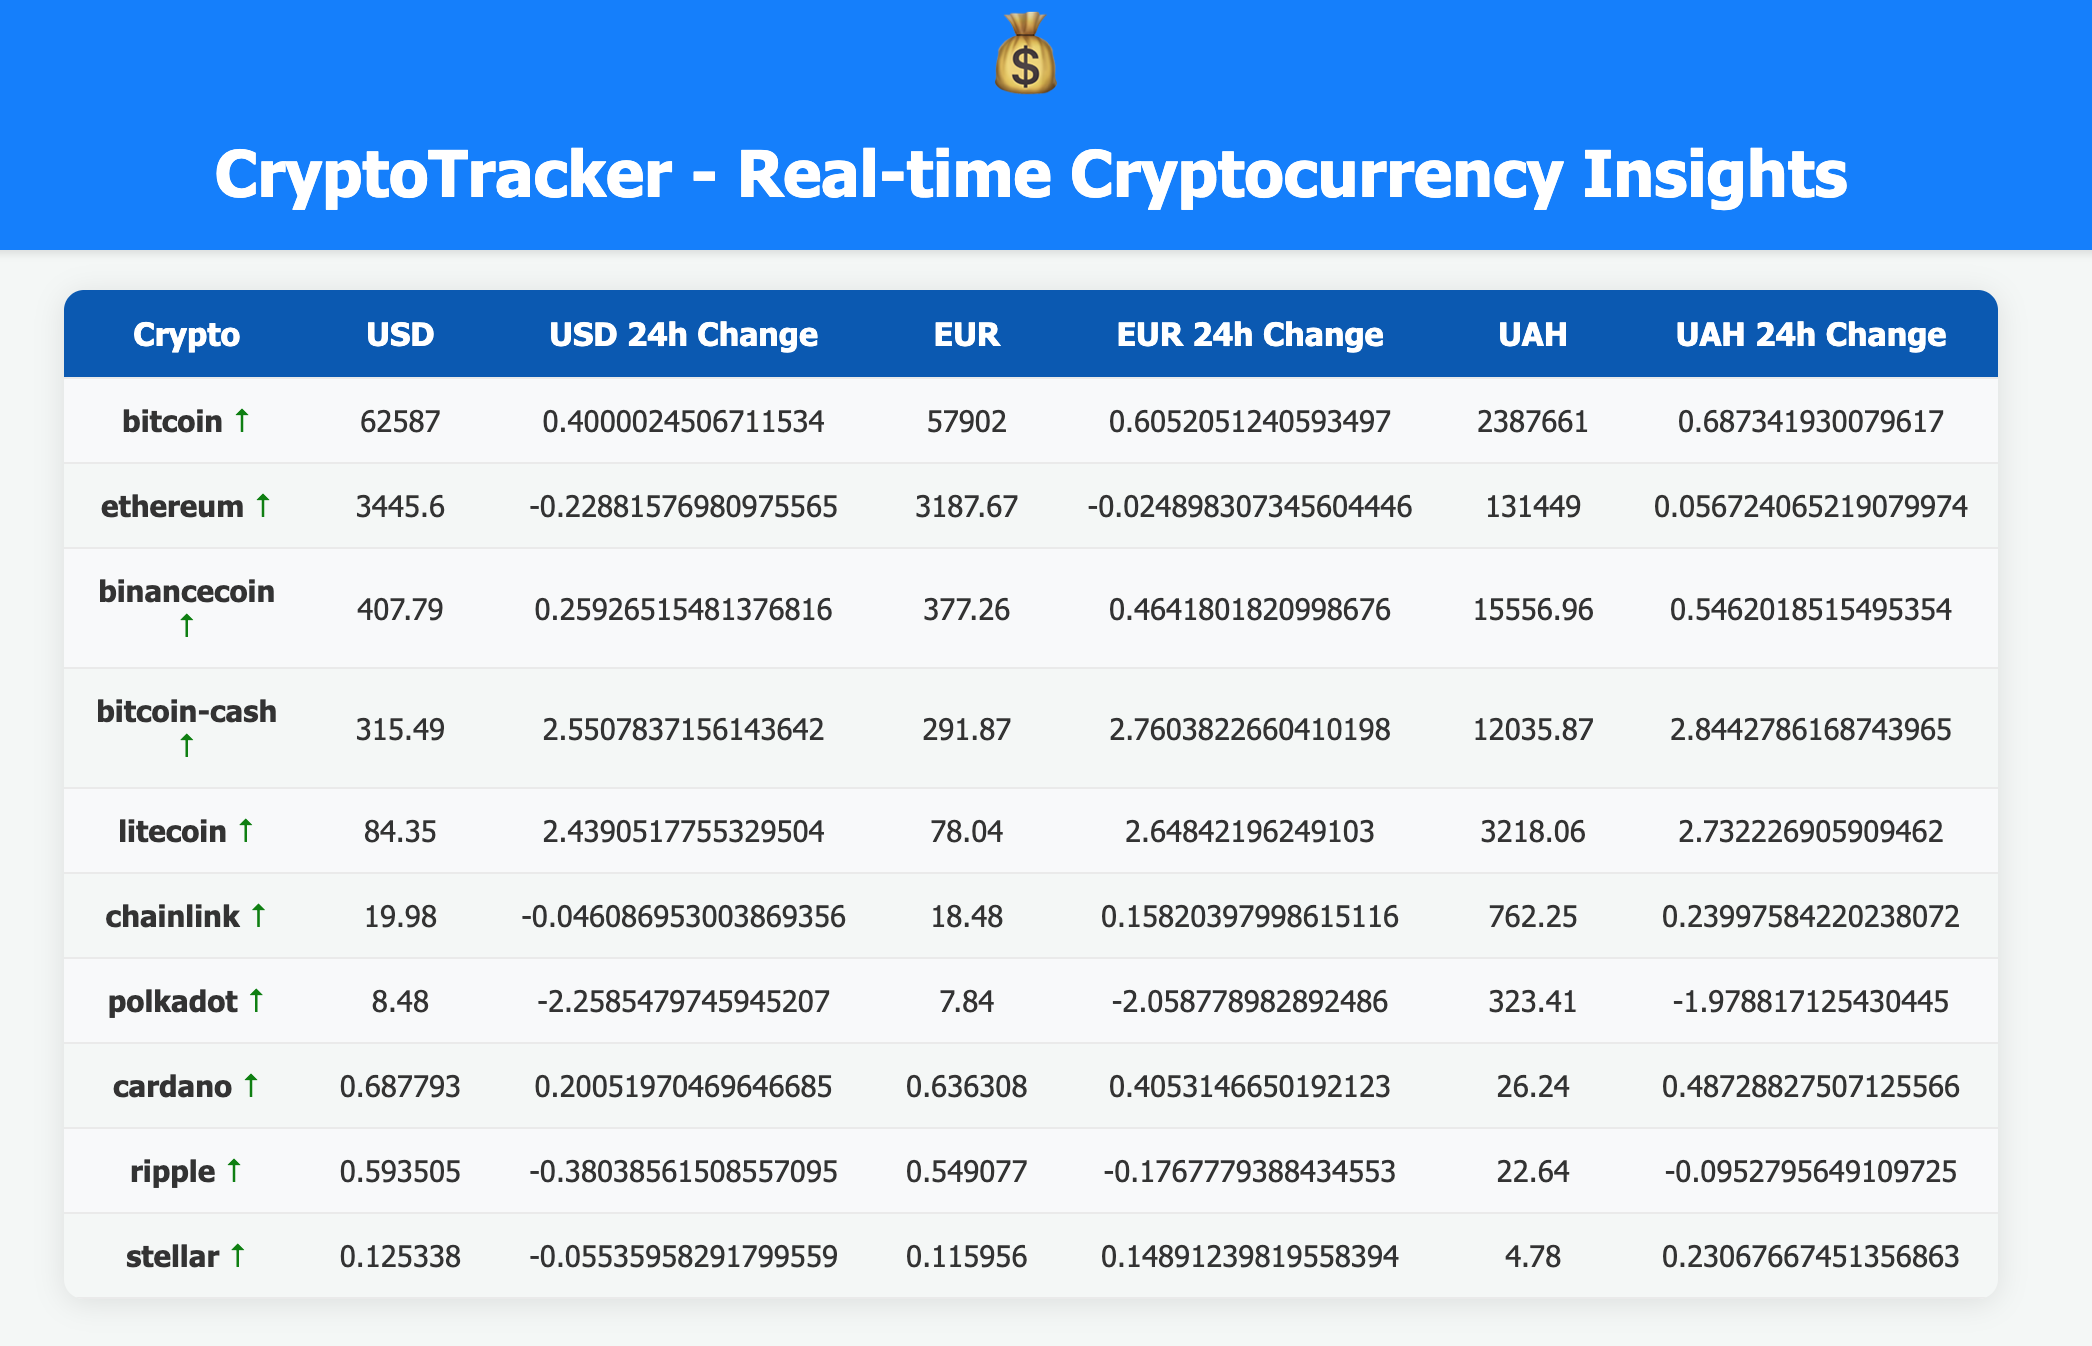 $
CryptoTracker - Real-time Cryptocurrency Insights
Crypto USD USD 24h Change EUR EUR 24h Change UAH UAH 24h Change
bitcoin ↑ 62587 0.4000024506711534 57902 0.6052051240593497 2387661 0.687341930079617
ethereum ↑ 3445.6 -0.22881576980975565 3187.67 -0.024898307345604446 131449 0.056724065219079974
binancecoin ↑ 407.79 0.25926515481376816 377.26 0.4641801820998676 15556.96 0.5462018515495354
bitcoin-cash ↑ 315.49 2.5507837156143642 291.87 2.7603822660410198 12035.87 2.8442786168743965
litecoin ↑ 84.35 2.4390517755329504 78.04 2.64842196249103 3218.06 2.732226905909462
chainlink ↑ 19.98 -0.046086953003869356 18.48 0.15820397998615116 762.25 0.23997584220238072
polkadot ↑ 8.48 -2.2585479745945207 7.84 -2.058778982892486 323.41 -1.978817125430445
cardano ↑ 0.687793 0.20051970469646685 0.636308 0.4053146650192123 26.24 0.48728827507125566
ripple ↑ 0.593505 -0.38038561508557095 0.549077 -0.1767779388434553 22.64 -0.0952795649109725
stellar ↑ 0.125338 -0.05535958291799559 0.115956 0.14891239819558394 4.78 0.23067667451356863